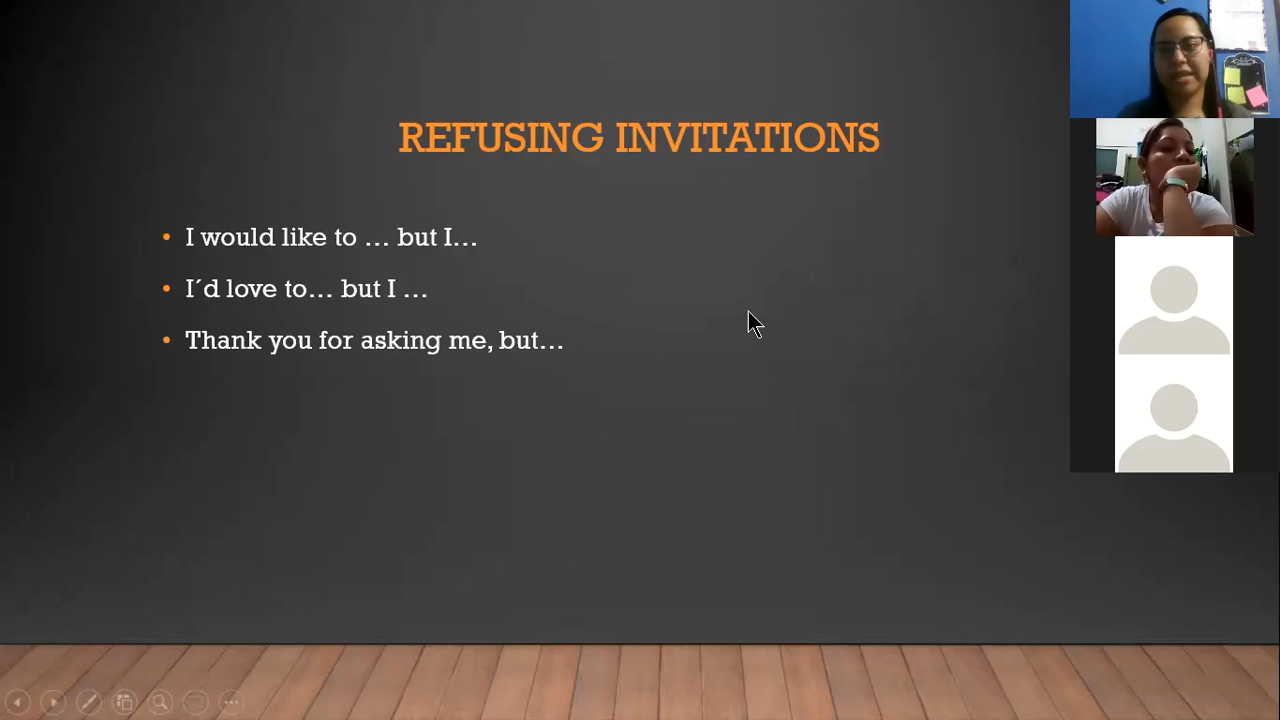 REFUSING INVITATIONS
• I would like to … but I…
• I´d love to… but I …
• Thank you for asking me, but…